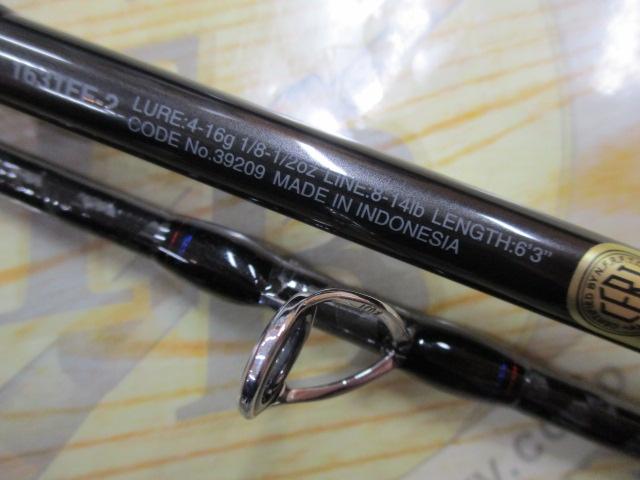 163TFF-2 LURE:4-16g 1/8-1/2oz LINE:8-14lb LENGTH:6'3"
CODE No.39209 MADE IN INDONESIA